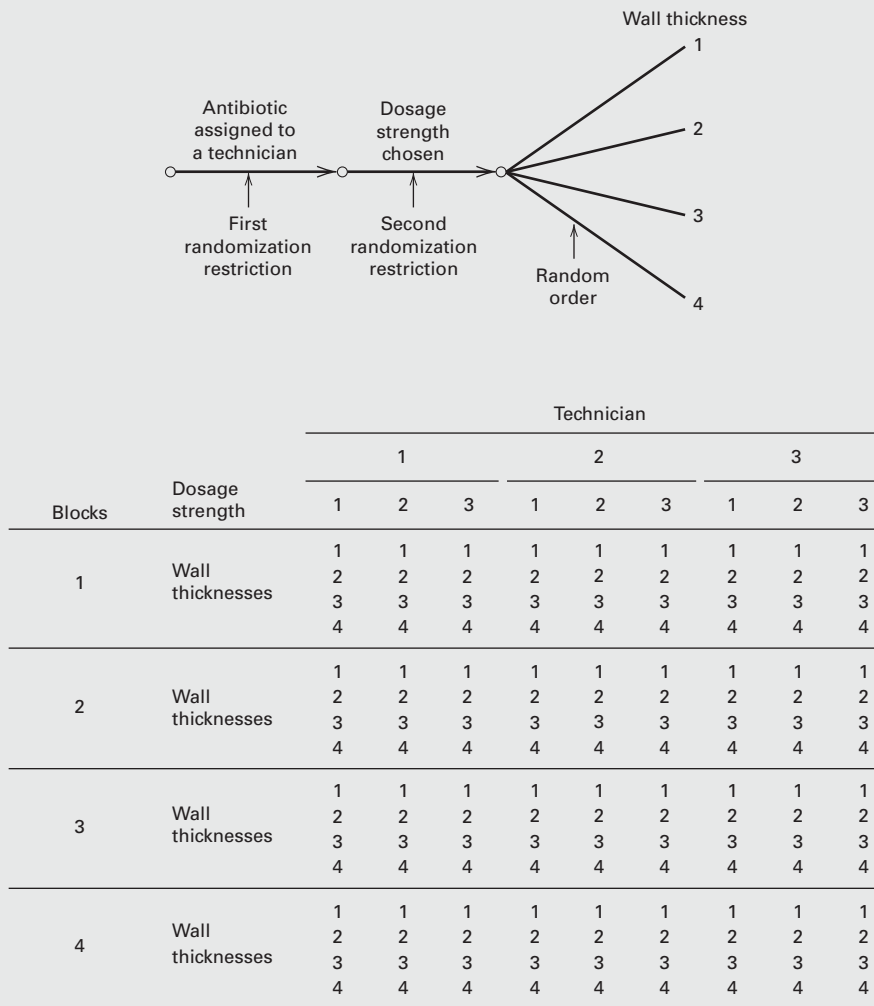 Wall thickness
1
Antibiotic
assigned to
a technician
Dosage
strength
chosen
2
3
First
randomization
restriction
Second
randomization
restriction
Random
order
4
Technician
1 2 3
Blocks Dosage
strength 1 2 3 1 2 3 1 2 3
1 1 1 1 1 1 1 1 1
1 Wall
thicknesses 2 2 2 2 2 2 2 2 2
3 3 3 3 3 3 3 3 3
4 4 4 4 4 4 4 4 4
1 1 1 1 1 1 1 1 1
2 Wall
thicknesses 2 2 2 2 2 2 2 2 2
3 3 3 3 3 3 3 3 3
4 4 4 4 4 4 4 4 4
1 1 1 1 1 1 1 1 1
3 Wall
thicknesses 2 2 2 2 2 2 2 2 2
3 3 3 3 3 3 3 3 3
4 4 4 4 4 4 4 4 4
1 1 1 1 1 1 1 1 1
4 Wall
thicknesses 2 2 2 2 2 2 2 2 2
3 3 3 3 3 3 3 3 3
4 4 4 4 4 4 4 4 4